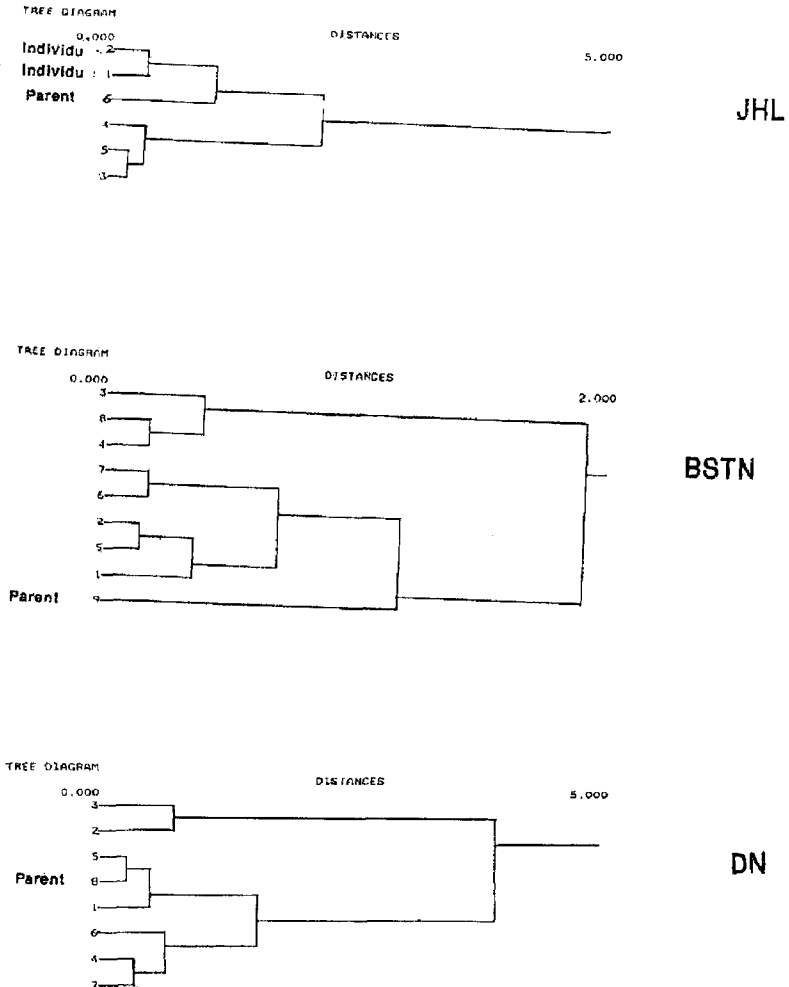 TREE DIAGRAM
0.000 DISTANCES 5.000
Individu 2
Individu 1
Parent 6
4
5
3
JHL
TREE DIAGRAM
0.000 DISTANCES 2.000
3
8
4
7
6
2
5
1
Parent 9
BSTN
TREE DIAGRAM
0.000 DISTANCES 5.000
3
2
5
Parent 8
1
6
4
7
DN